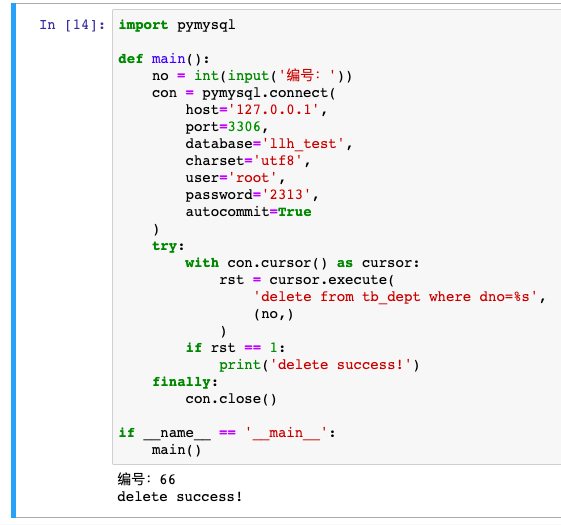 In [14]: import pymysql

def main():
    no = int(input('编号: '))
    con = pymysql.connect(
        host='127.0.0.1',
        port=3306,
        database='llh_test',
        charset='utf8',
        user='root',
        password='2313',
        autocommit=True
    )
    try:
        with con.cursor() as cursor:
            rst = cursor.execute(
                'delete from tb_dept where dno=%s',
                (no,)
            )
        if rst == 1:
            print('delete success!')
    finally:
        con.close()

if __name__ == '__main__':
    main()
编号: 66
delete success!